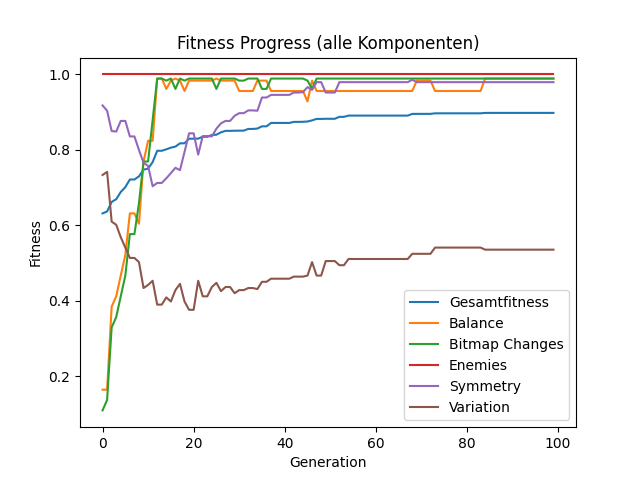 Fitness Progress (alle Komponenten)
Fitness
1.0
0.8
0.6
0.4
0.2
0 20 40 60 80 100
Generation
Gesamtfitness
Balance
Bitmap Changes
Enemies
Symmetry
Variation